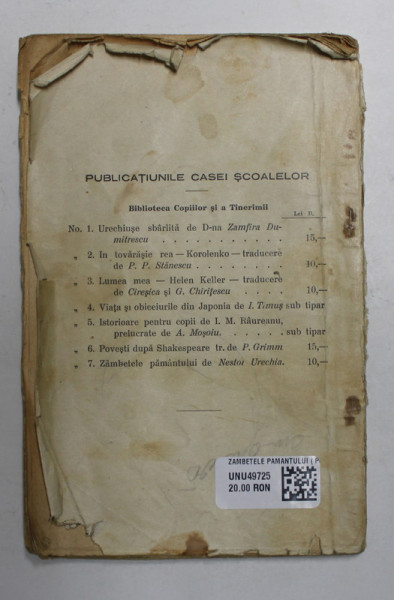 PUBLICAȚIUNILE CASEI ȘCOALELOR
Biblioteca Copiilor și a Tinerimii
Lei B.
No. 1. Urechiușe sbârlită de D-na Zamfira Du-
mitrescu . . . . . . . . . . . 15,—
„ 2. In tovărășie rea — Korolenko — traducere
de P. P. Stănescu . . . . . . . . 10,—
„ 3. Lumea mea — Helen Keller — traducere
de Cireșica și G. Chirițescu . . . . . 10,—
„ 4. Viața și obiceiurile din Japonia de I. Timuș sub tipar
„ 5. Istorioare pentru copii de I. M. Râureanu,
prelucrate de A. Moșoiu . . . . . . sub tipar
„ 6. Povești după Shakespeare tr. de P. Grimm 15,—
„ 7. Zâmbetele pământului de Nestor Urechia. 10,—
ZAMBETELE PAMANTULUI (
UNU49725
20.00 RON